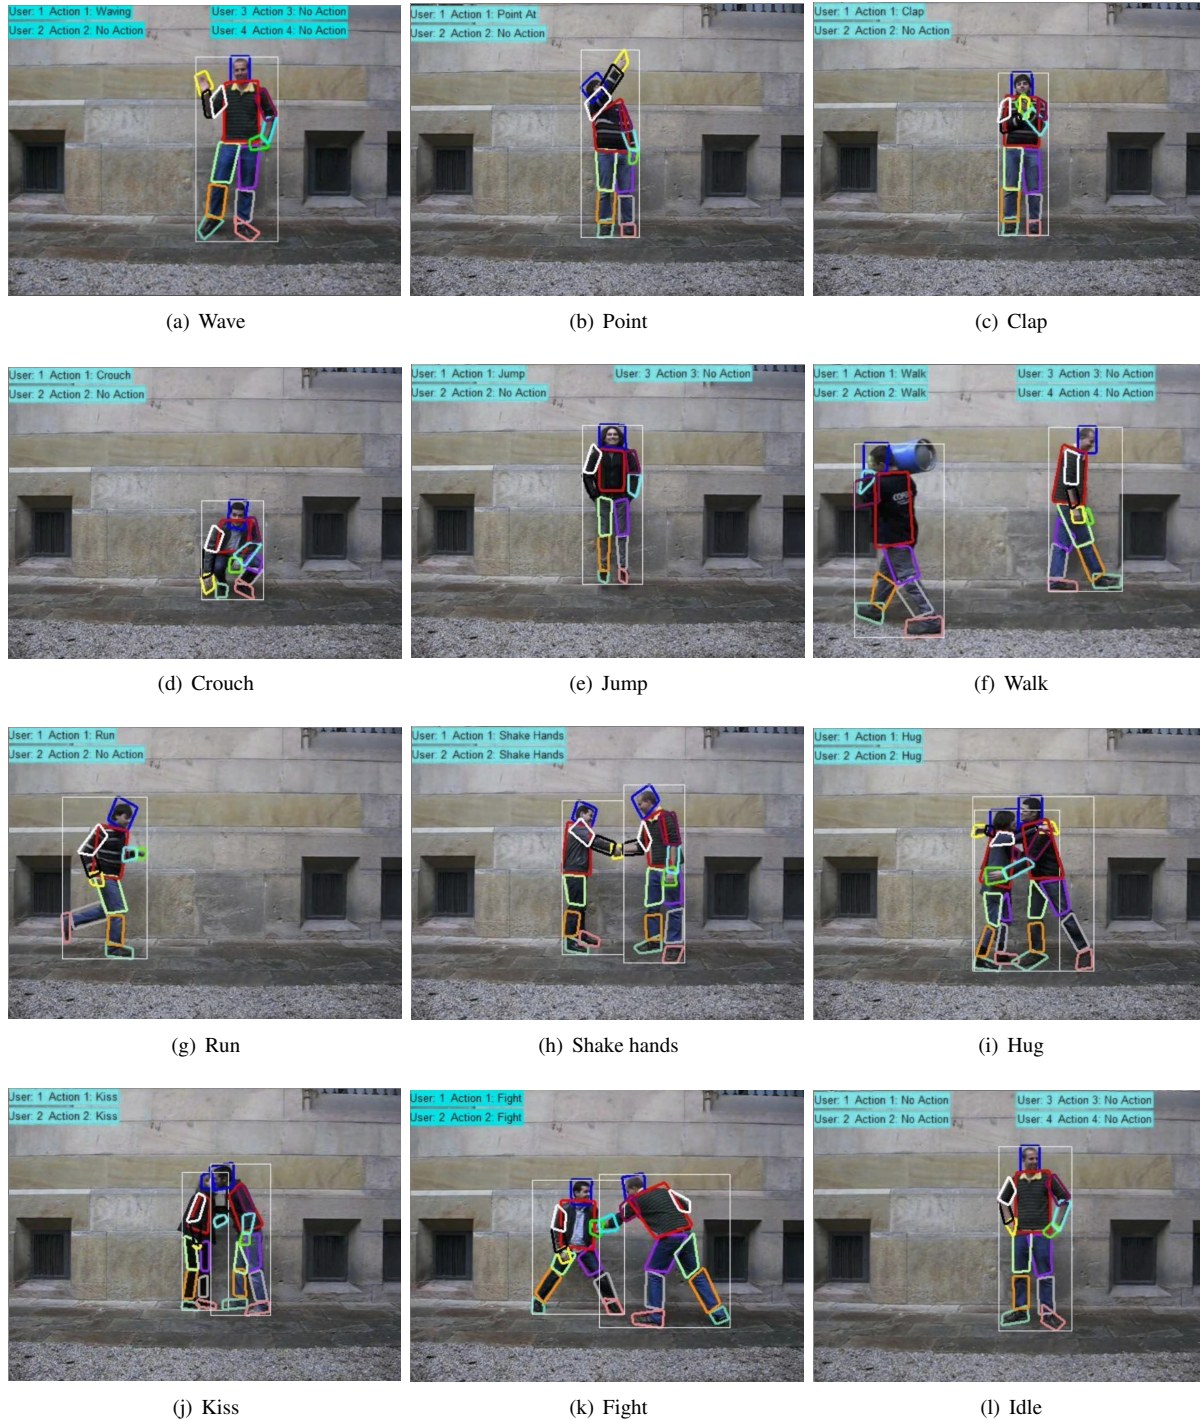 User: 1 Action 1: Waving User: 3 Action 3: No Action
User: 2 Action 2: No Action User: 4 Action 4: No Action
(a) Wave
User: 1 Action 1: Point At
User: 2 Action 2: No Action
(b) Point
User: 1 Action 1: Clap
User: 2 Action 2: No Action
(c) Clap
User: 1 Action 1: Crouch
User: 2 Action 2: No Action
(d) Crouch
User: 1 Action 1: Jump User: 3 Action 3: No Action
User: 2 Action 2: No Action
(e) Jump
User: 1 Action 1: Walk User: 3 Action 3: No Action
User: 2 Action 2: Walk User: 4 Action 4: No Action
(f) Walk
User: 1 Action 1: Run
User: 2 Action 2: No Action
(g) Run
User: 1 Action 1: Shake Hands
User: 2 Action 2: Shake Hands
(h) Shake hands
User: 1 Action 1: Hug
User: 2 Action 2: Hug
(i) Hug
User: 1 Action 1: Kiss
User: 2 Action 2: Kiss
(j) Kiss
User: 1 Action 1: Fight
User: 2 Action 2: Fight
(k) Fight
User: 1 Action 1: No Action User: 3 Action 3: No Action
User: 2 Action 2: No Action User: 4 Action 4: No Action
(l) Idle